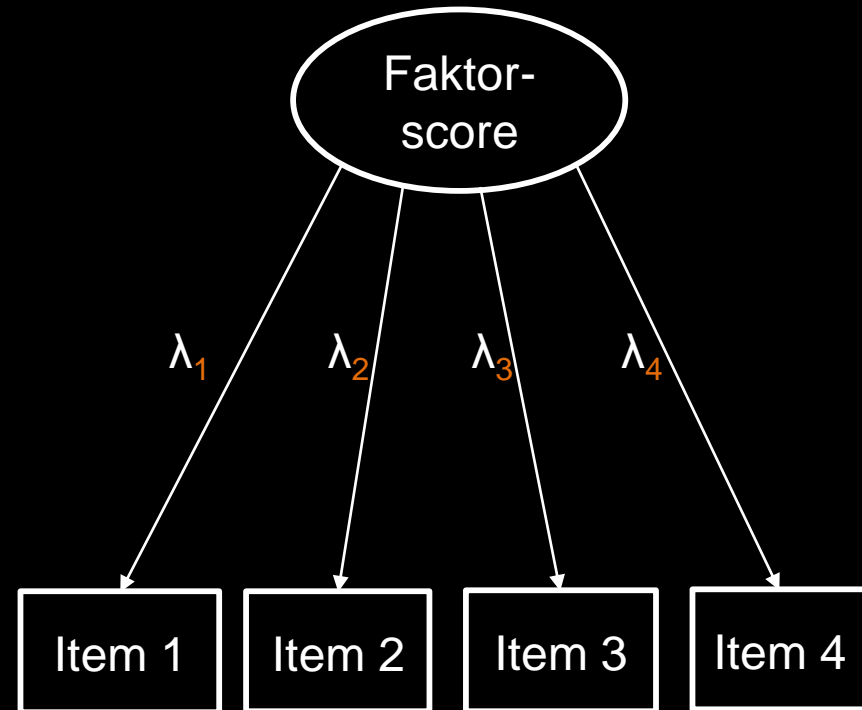 Faktor-
score
λ1 λ2 λ3 λ4
Item 1 Item 2 Item 3 Item 4